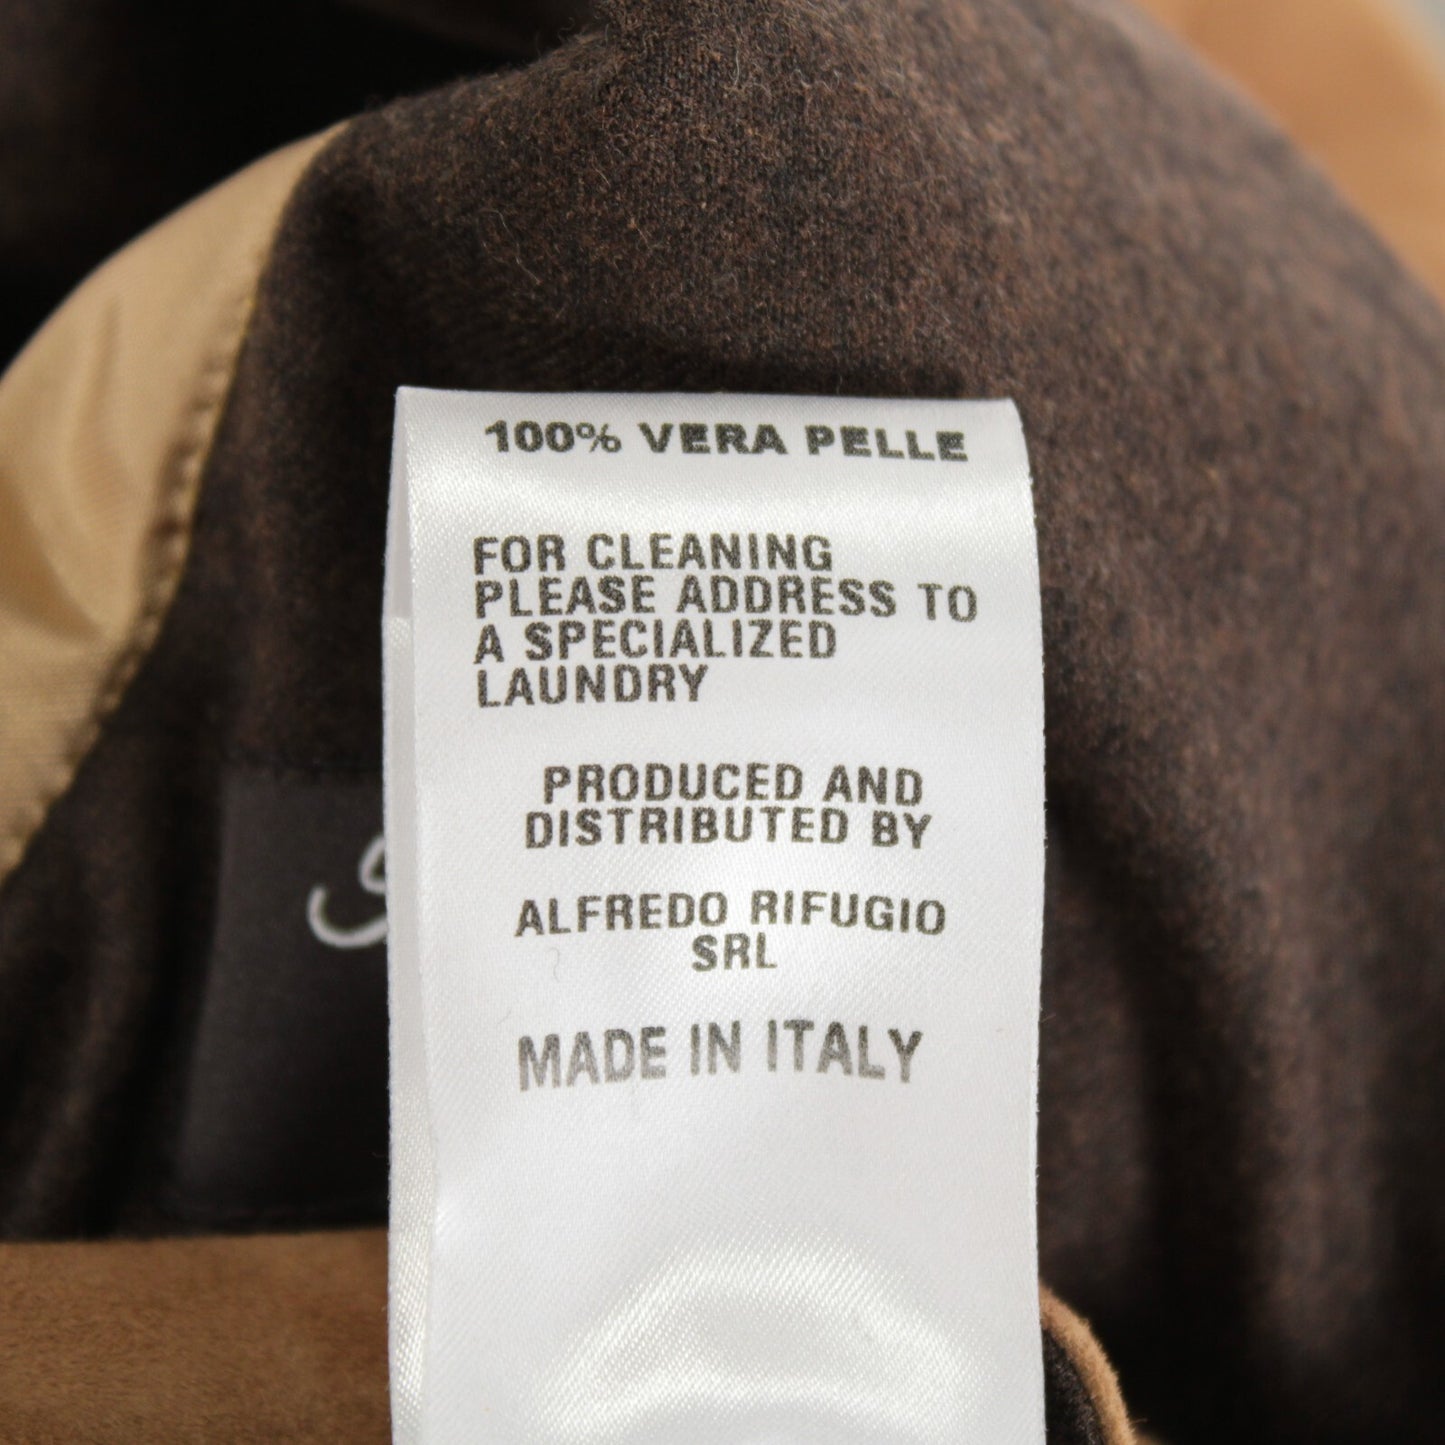 100% VERA PELLE
FOR CLEANING
PLEASE ADDRESS TO
A SPECIALIZED
LAUNDRY
PRODUCED AND
DISTRIBUTED BY
ALFREDO RIFUGIO
SRL
MADE IN ITALY